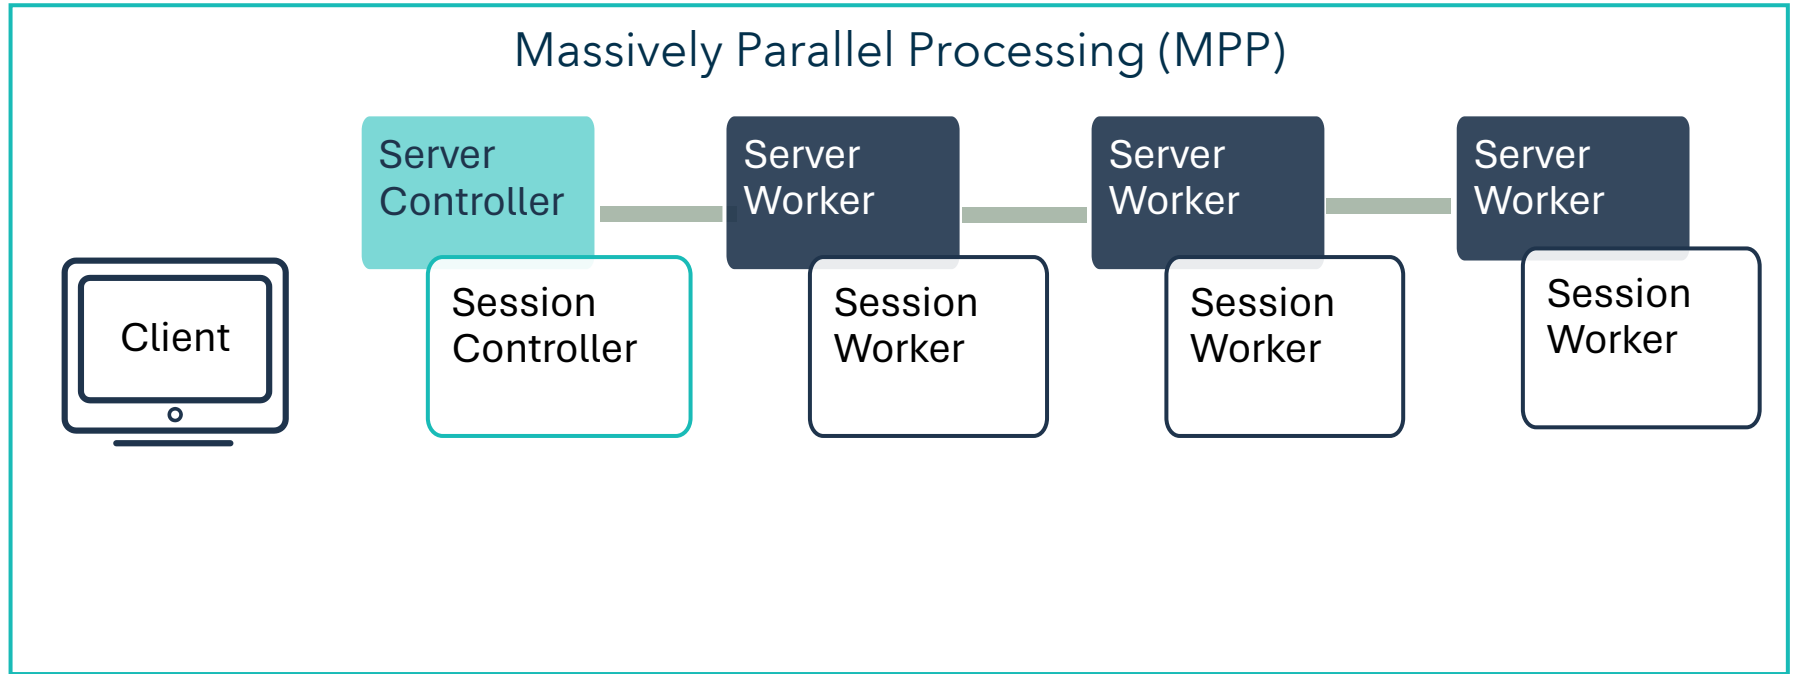 Massively Parallel Processing (MPP)
Server
Controller
Server
Worker
Server
Worker
Server
Worker
Client
Session
Controller
Session
Worker
Session
Worker
Session
Worker